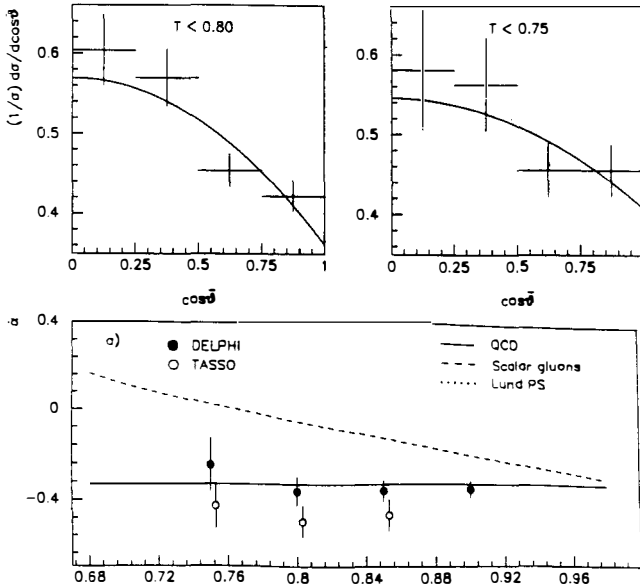 T < 0.80
T < 0.75
(1/σ) dσ/dcosϑ̃
0.6
0.5
0.4
0.6
0.5
0.4
0 0.25 0.5 0.75 1
0 0.25 0.5 0.75
cosϑ̃
cosϑ̃
α̇
0.4
0
−0.4
a)
● DELPHI
○ TASSO
QCD
Scalar gluons
Lund PS
0.68 0.72 0.76 0.8 0.84 0.88 0.92 0.96